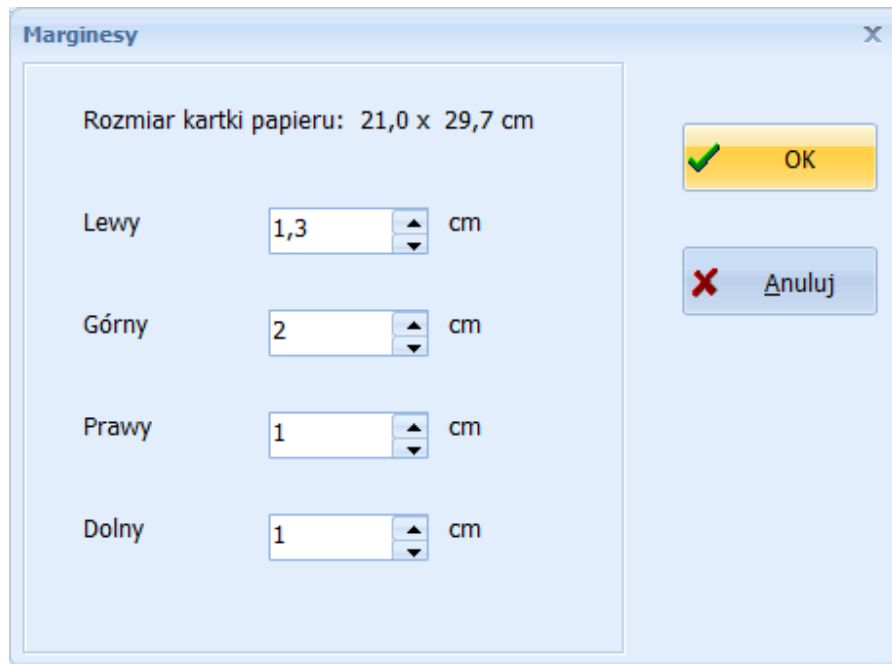 Marginesy
Rozmiar kartki papieru: 21,0 x 29,7 cm
OK
Lewy 1,3 cm
Anuluj
Górny 2 cm
Prawy 1 cm
Dolny 1 cm